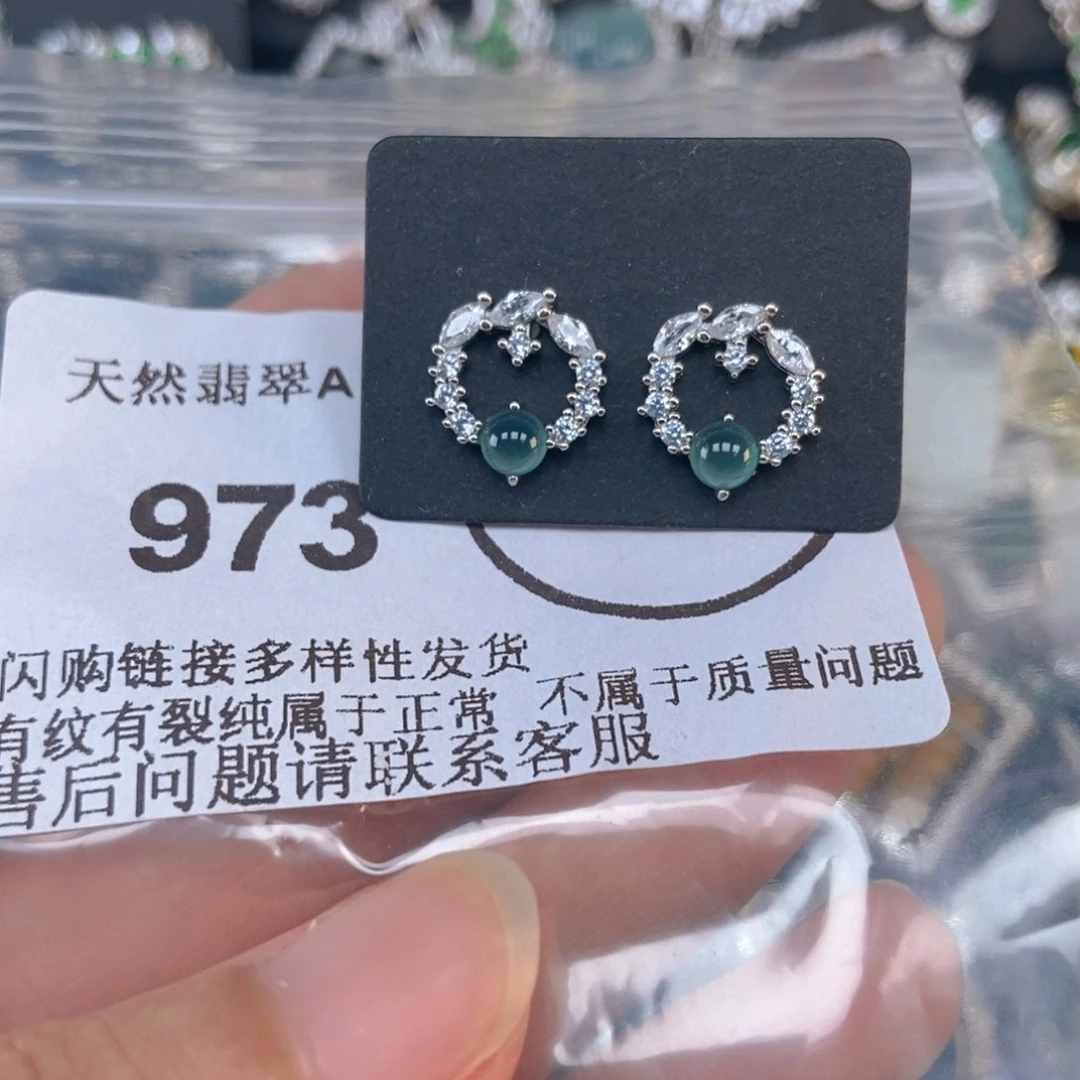 天然翡翠A
973
闪购链接多样性发货
有纹有裂纯属于正常 不属于质量问题
售后问题请联系客服